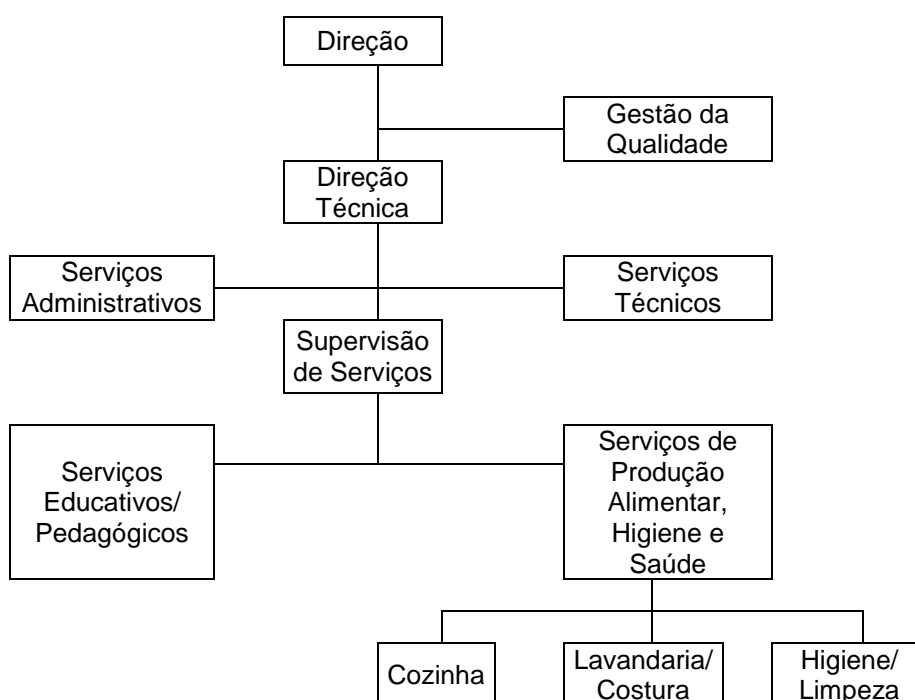 Direção
Gestão da
Qualidade
Direção
Técnica
Serviços
Administrativos
Serviços
Técnicos
Supervisão
de Serviços
Serviços
Educativos/
Pedagógicos
Serviços de
Produção
Alimentar,
Higiene e
Saúde
Cozinha
Lavandaria/
Costura
Higiene/
Limpeza